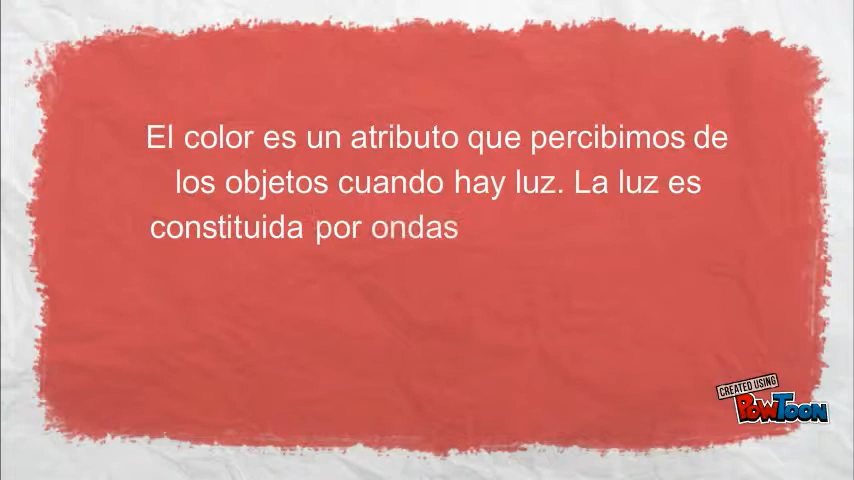 El color es un atributo que percibimos de
los objetos cuando hay luz. La luz es
constituida por ondas
CREATED USING
POWTOON